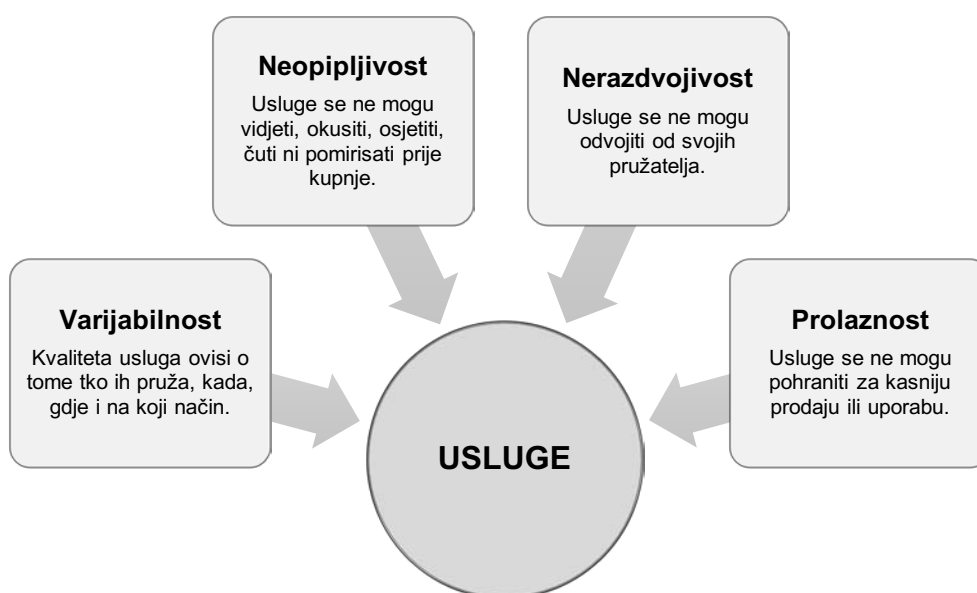 Neopipljivost
Usluge se ne mogu
vidjeti, okusiti, osjetiti,
čuti ni pomirisati prije
kupnje.
Nerazdvojivost
Usluge se ne mogu
odvojiti od svojih
pružatelja.
Varijabilnost
Kvaliteta usluga ovisi o
tome tko ih pruža, kada,
gdje i na koji način.
Prolaznost
Usluge se ne mogu
pohraniti za kasniju
prodaju ili uporabu.
USLUGE